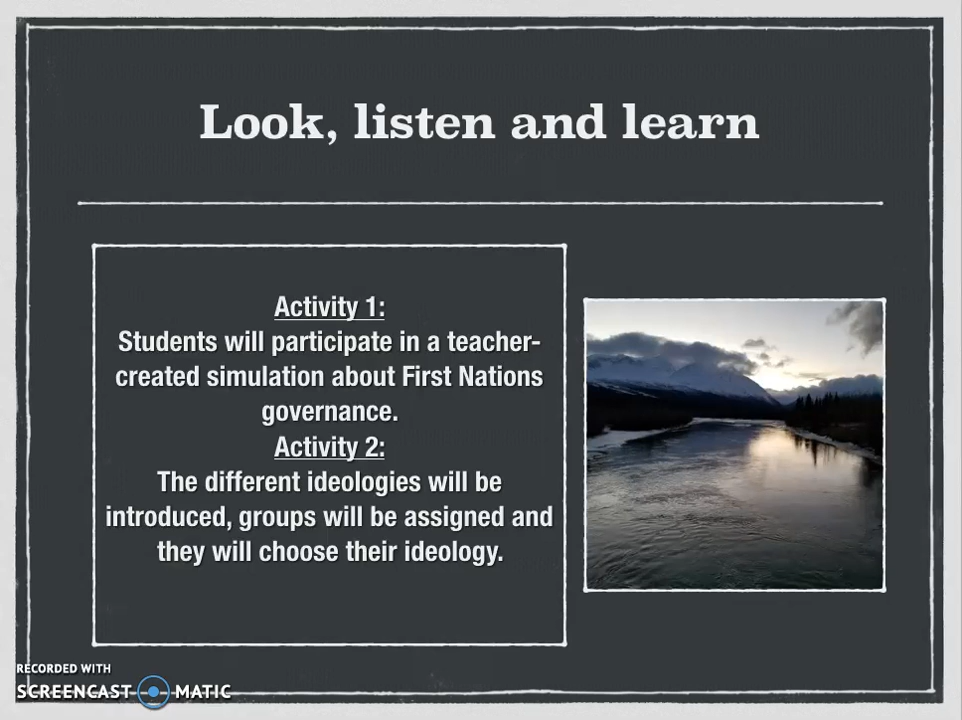 Look, listen and learn
Activity 1:
Students will participate in a teacher-
created simulation about First Nations
governance.
Activity 2:
The different ideologies will be
introduced, groups will be assigned and
they will choose their ideology.
RECORDED WITH
SCREENCAST MATIC